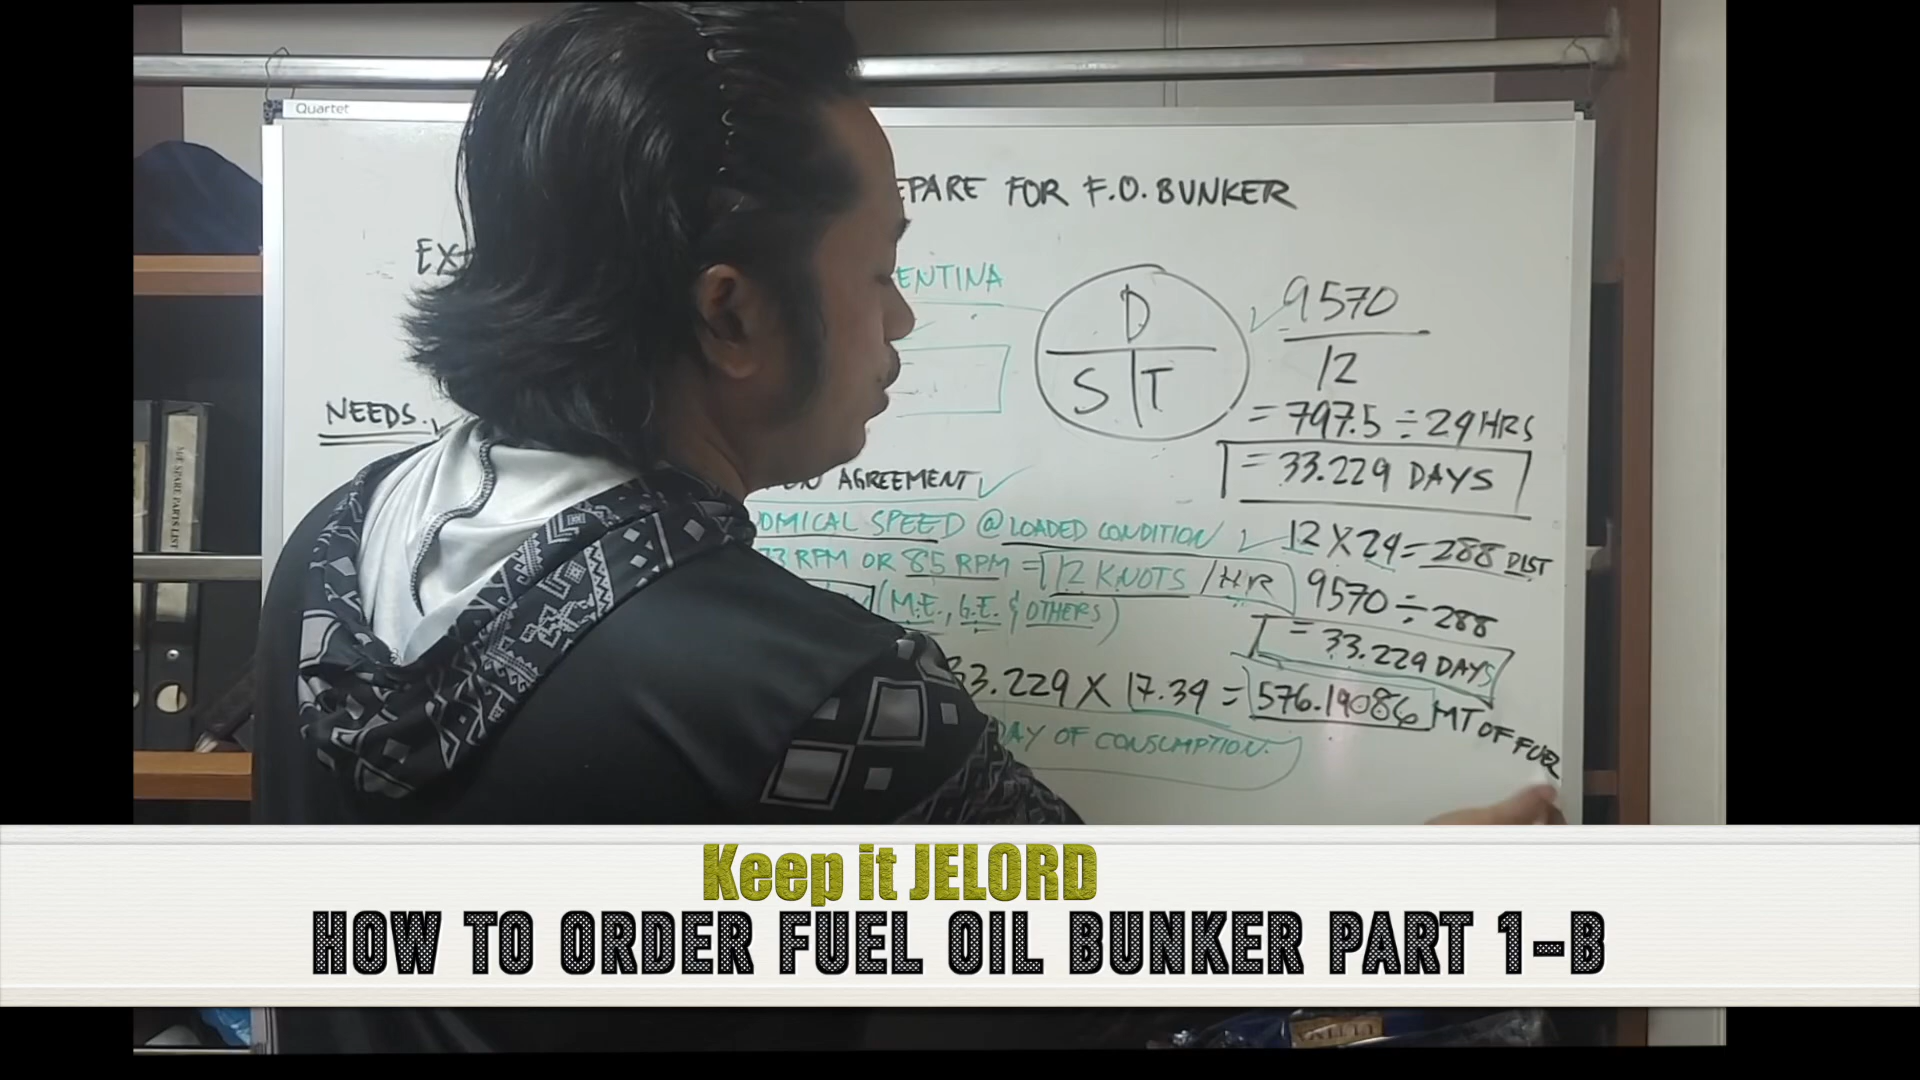 Quartet
EPARE FOR F.O. BUNKER
EX
ENTINA
D
S T
9570
12
= 797.5 ÷ 24 HRS
= 33.229 DAYS
NEEDS.
AGREEMENT
OMICAL SPEED @ LOADED CONDITION
12 X 24 = 288 DIST
RPM OR 85 RPM = 12 KNOTS / HR
9570 ÷ 288
(M.E., G.E. & OTHERS)
= 33.229 DAYS
33.229 X 17.34 = 576.19086 MT OF FUEL
AY OF CONSUMPTION.
Keep it JELORD
HOW TO ORDER FUEL OIL BUNKER PART 1-B